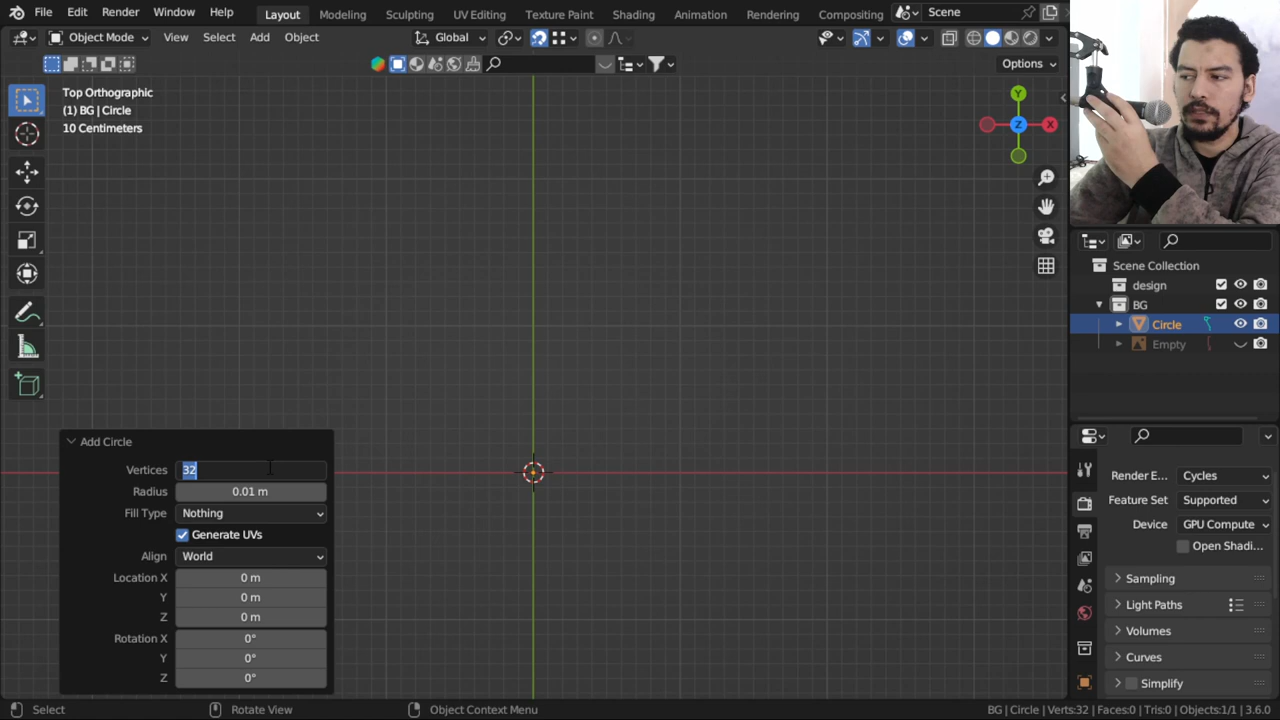 File Edit Render Window Help Layout Modeling Sculpting UV Editing Texture Paint Shading Animation Rendering Compositing Scene
Object Mode View Select Add Object Global
Options
Top Orthographic
(1) BG | Circle
10 Centimeters
Y
Z
X
Scene Collection
design
BG
Circle
Empty
Add Circle
Vertices 32
Radius 0.01 m
Fill Type Nothing
Generate UVs
Align World
Location X 0 m
Y 0 m
Z 0 m
Rotation X 0°
Y 0°
Z 0°
Render E... Cycles
Feature Set Supported
Device GPU Compute
Open Shadi...
Sampling
Light Paths
Volumes
Curves
Simplify
Select Rotate View Object Context Menu BG | Circle | Verts:32 | Faces:0 | Tris:0 | Objects:1/1 | 3.6.0